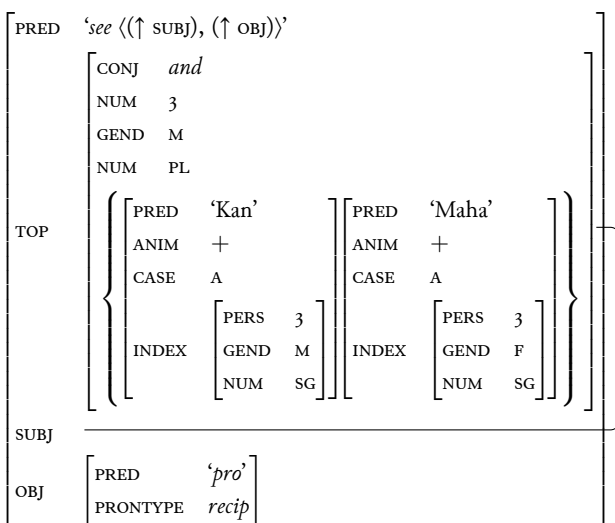 PRED ‘see ⟨(↑ SUBJ), (↑ OBJ)⟩’
CONJ and
NUM 3
GEND M
NUM PL
PRED ‘Kan’ PRED ‘Maha’
TOP ANIM + ANIM +
CASE A CASE A
PERS 3 PERS 3
INDEX GEND M INDEX GEND F
NUM SG NUM SG
SUBJ
PRED ‘pro’
OBJ
PRONTYPE recip